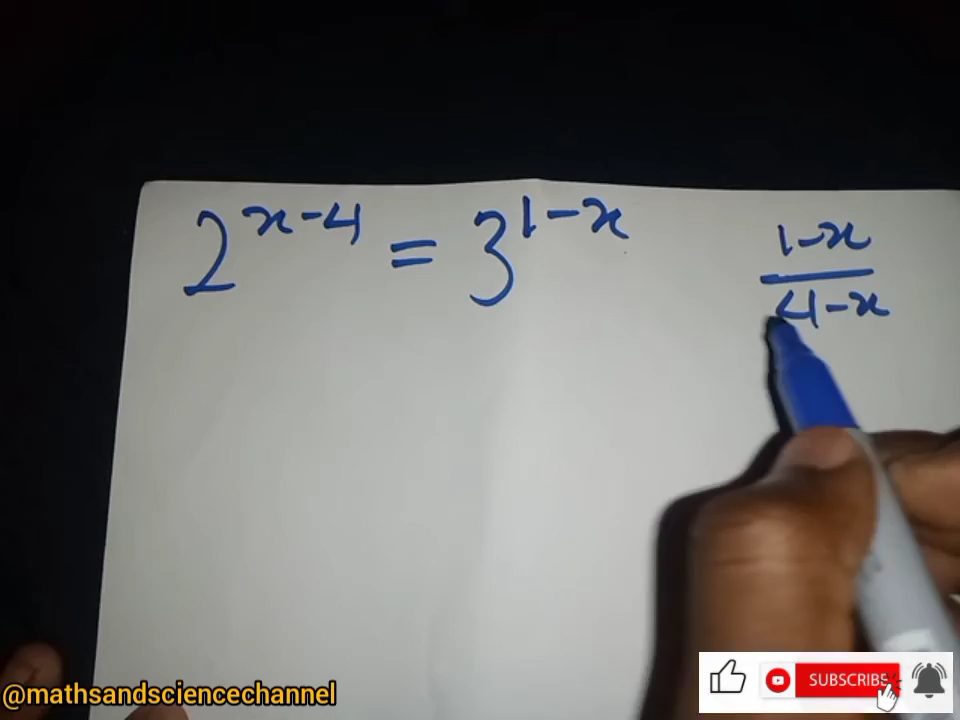 2^{x-4} = 3^{1-x}
1-x
4-x
@mathsandsciencechannel
SUBSCRIBE